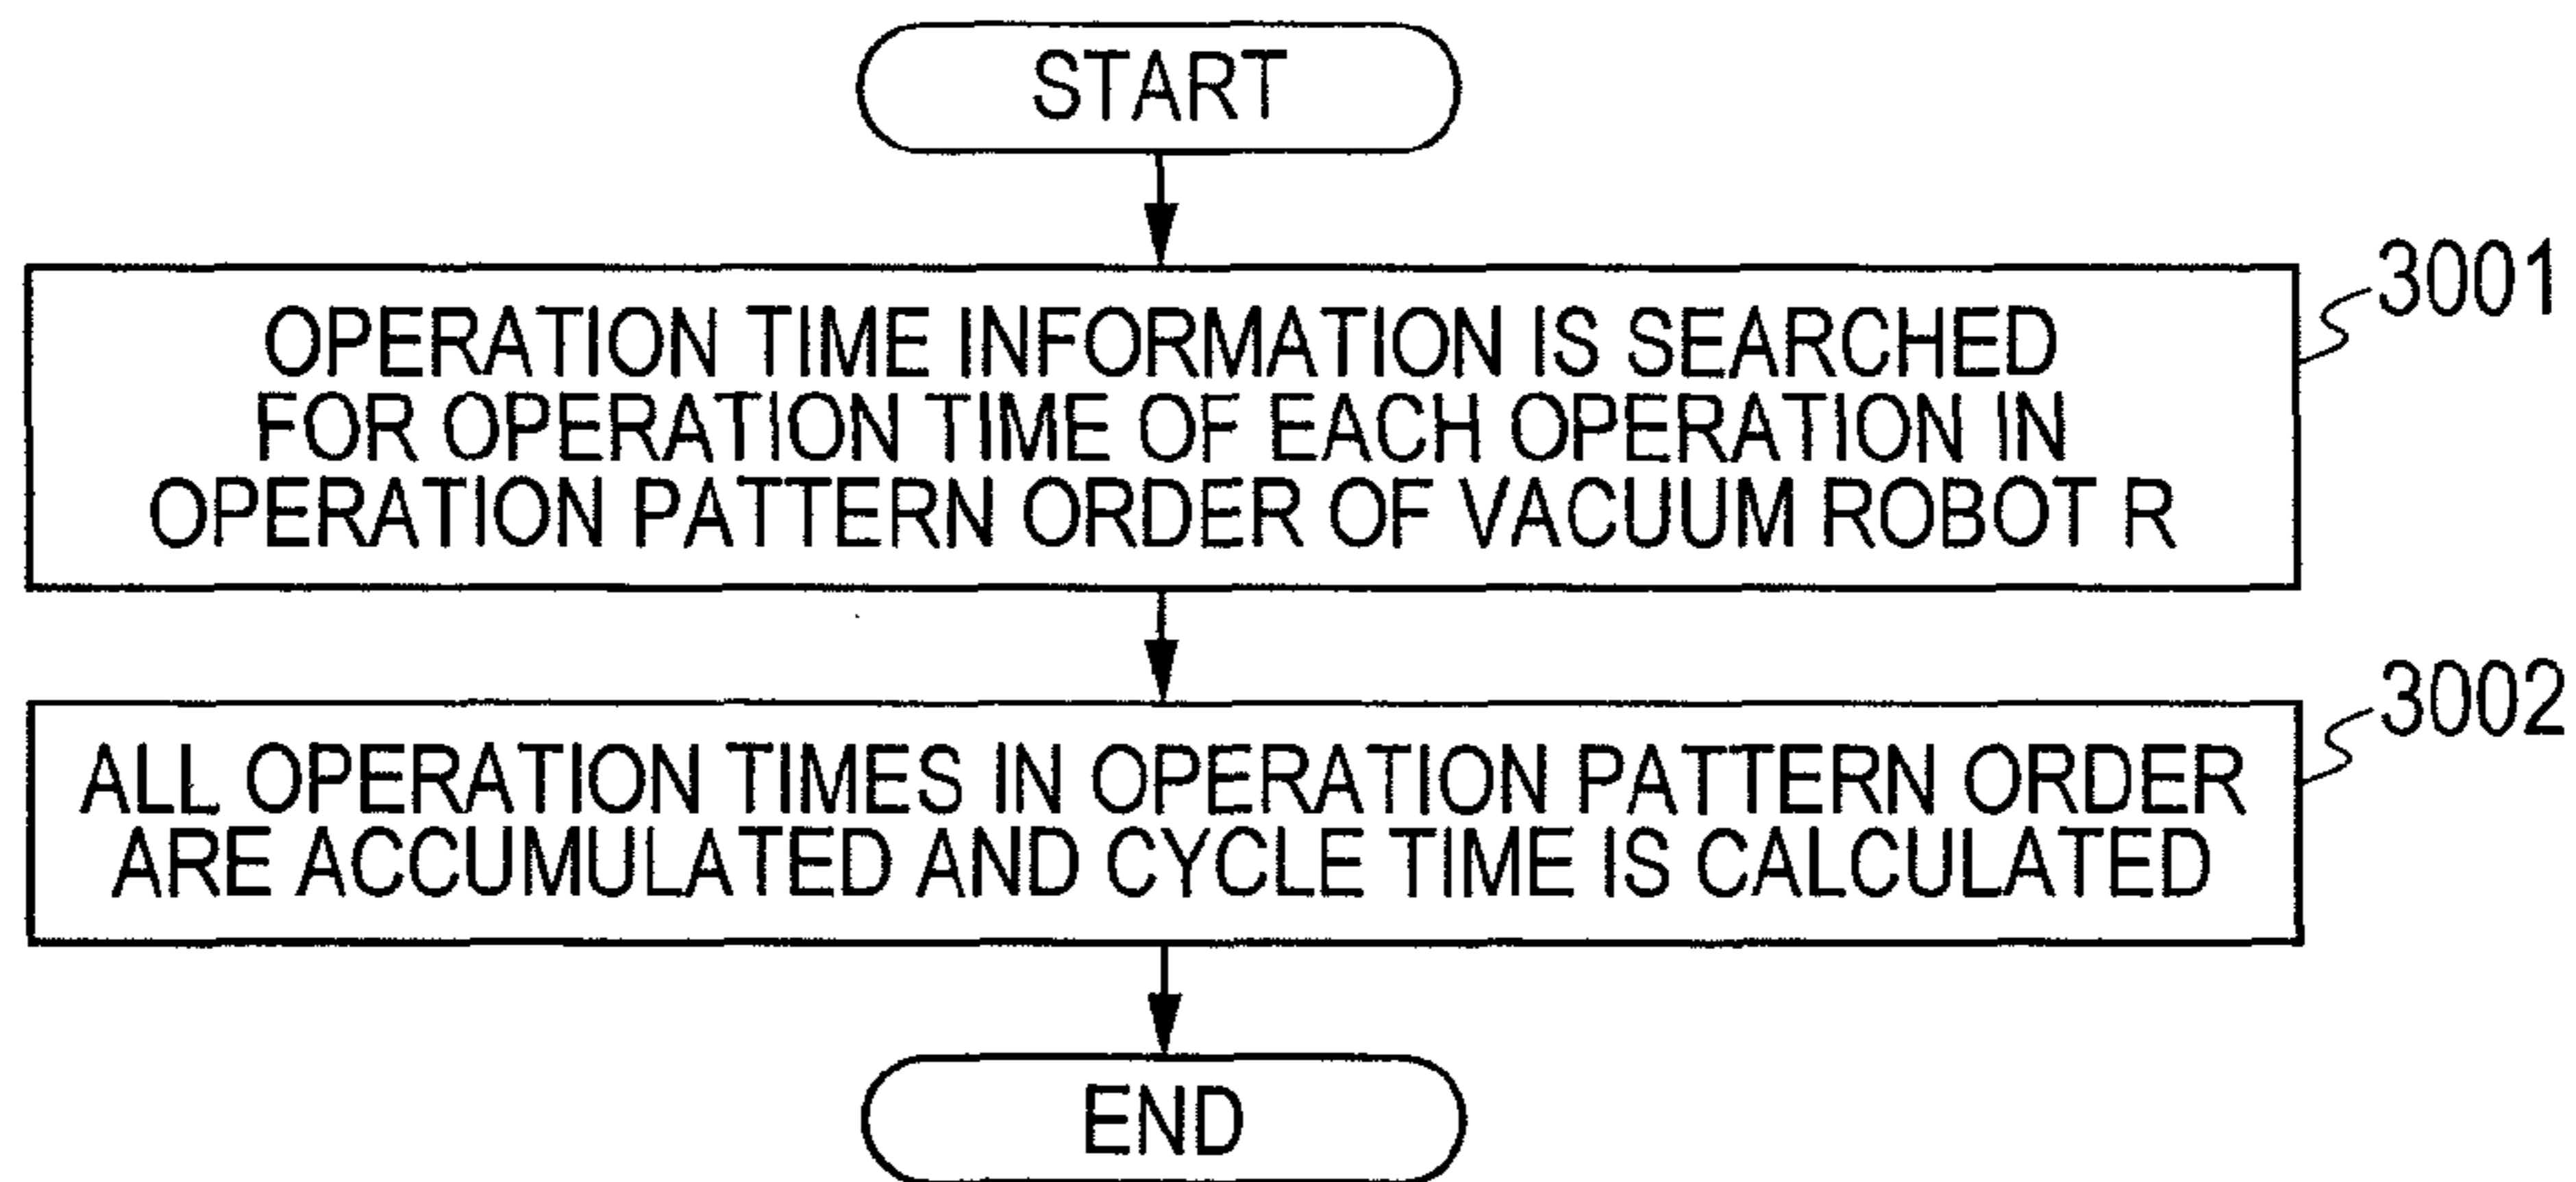 START
3001
OPERATION TIME INFORMATION IS SEARCHED
FOR OPERATION TIME OF EACH OPERATION IN
OPERATION PATTERN ORDER OF VACUUM ROBOT R
3002
ALL OPERATION TIMES IN OPERATION PATTERN ORDER
ARE ACCUMULATED AND CYCLE TIME IS CALCULATED
END